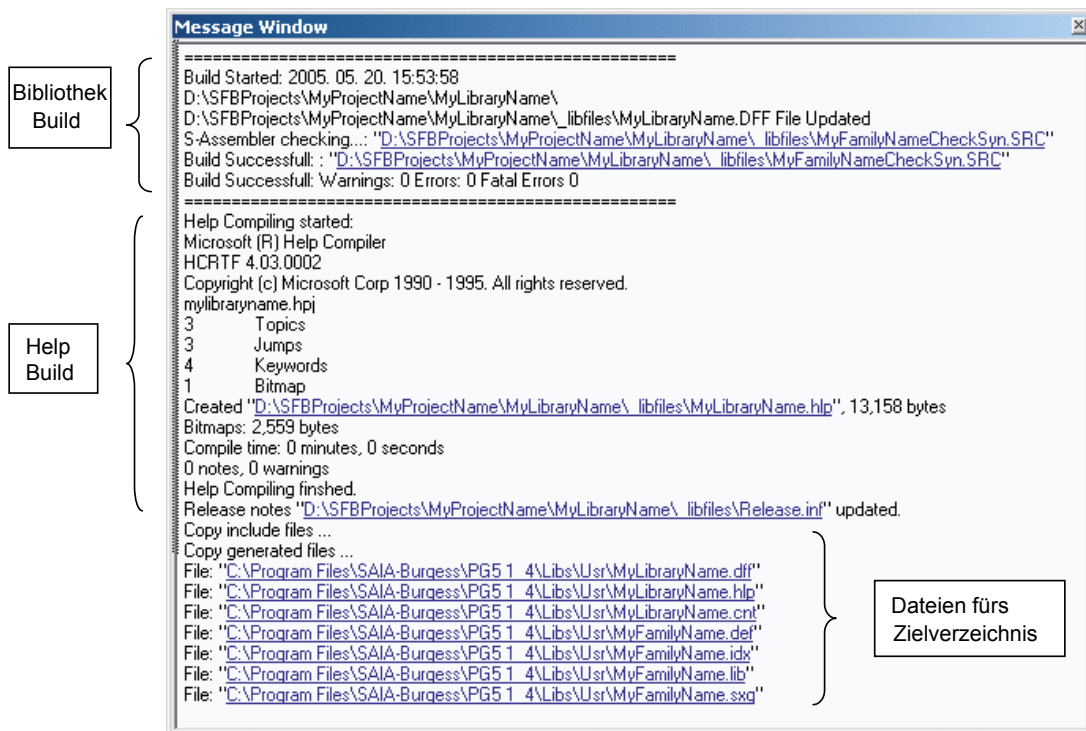 Message Window
====================================================
Build Started: 2005. 05. 20. 15:53:58
D:\SFBProjects\MyProjectName\MyLibraryName\
D:\SFBProjects\MyProjectName\MyLibraryName\_libfiles\MyLibraryName.DFF File Updated
S-Assembler checking...: "D:\SFBProjects\MyProjectName\MyLibraryName\_libfiles\MyFamilyNameCheckSyn.SRC"
Build Successfull: : "D:\SFBProjects\MyProjectName\MyLibraryName\_libfiles\MyFamilyNameCheckSyn.SRC"
Build Successfull: Warnings: 0 Errors: 0 Fatal Errors 0
====================================================
Bibliothek
Build
Help Compiling started:
Microsoft (R) Help Compiler
HCRTF 4.03.0002
Copyright (c) Microsoft Corp 1990 - 1995. All rights reserved.
mylibraryname.hpj
3 Topics
3 Jumps
4 Keywords
1 Bitmap
Created "D:\SFBProjects\MyProjectName\MyLibraryName\_libfiles\MyLibraryName.hlp", 13,158 bytes
Bitmaps: 2,559 bytes
Compile time: 0 minutes, 0 seconds
0 notes, 0 warnings
Help Compiling finshed.
Release notes "D:\SFBProjects\MyProjectName\MyLibraryName\_libfiles\Release.inf" updated.
Help
Build
Copy include files ...
Copy generated files ...
File: "C:\Program Files\SAIA-Burgess\PG5 1_4\Libs\Usr\MyLibraryName.dff"
File: "C:\Program Files\SAIA-Burgess\PG5 1_4\Libs\Usr\MyLibraryName.hlp"
File: "C:\Program Files\SAIA-Burgess\PG5 1_4\Libs\Usr\MyLibraryName.cnt"
File: "C:\Program Files\SAIA-Burgess\PG5 1_4\Libs\Usr\MyFamilyName.def"
File: "C:\Program Files\SAIA-Burgess\PG5 1_4\Libs\Usr\MyFamilyName.idx"
File: "C:\Program Files\SAIA-Burgess\PG5 1_4\Libs\Usr\MyFamilyName.lib"
File: "C:\Program Files\SAIA-Burgess\PG5 1_4\Libs\Usr\MyFamilyName.sxg"
Dateien fürs
Zielverzeichnis